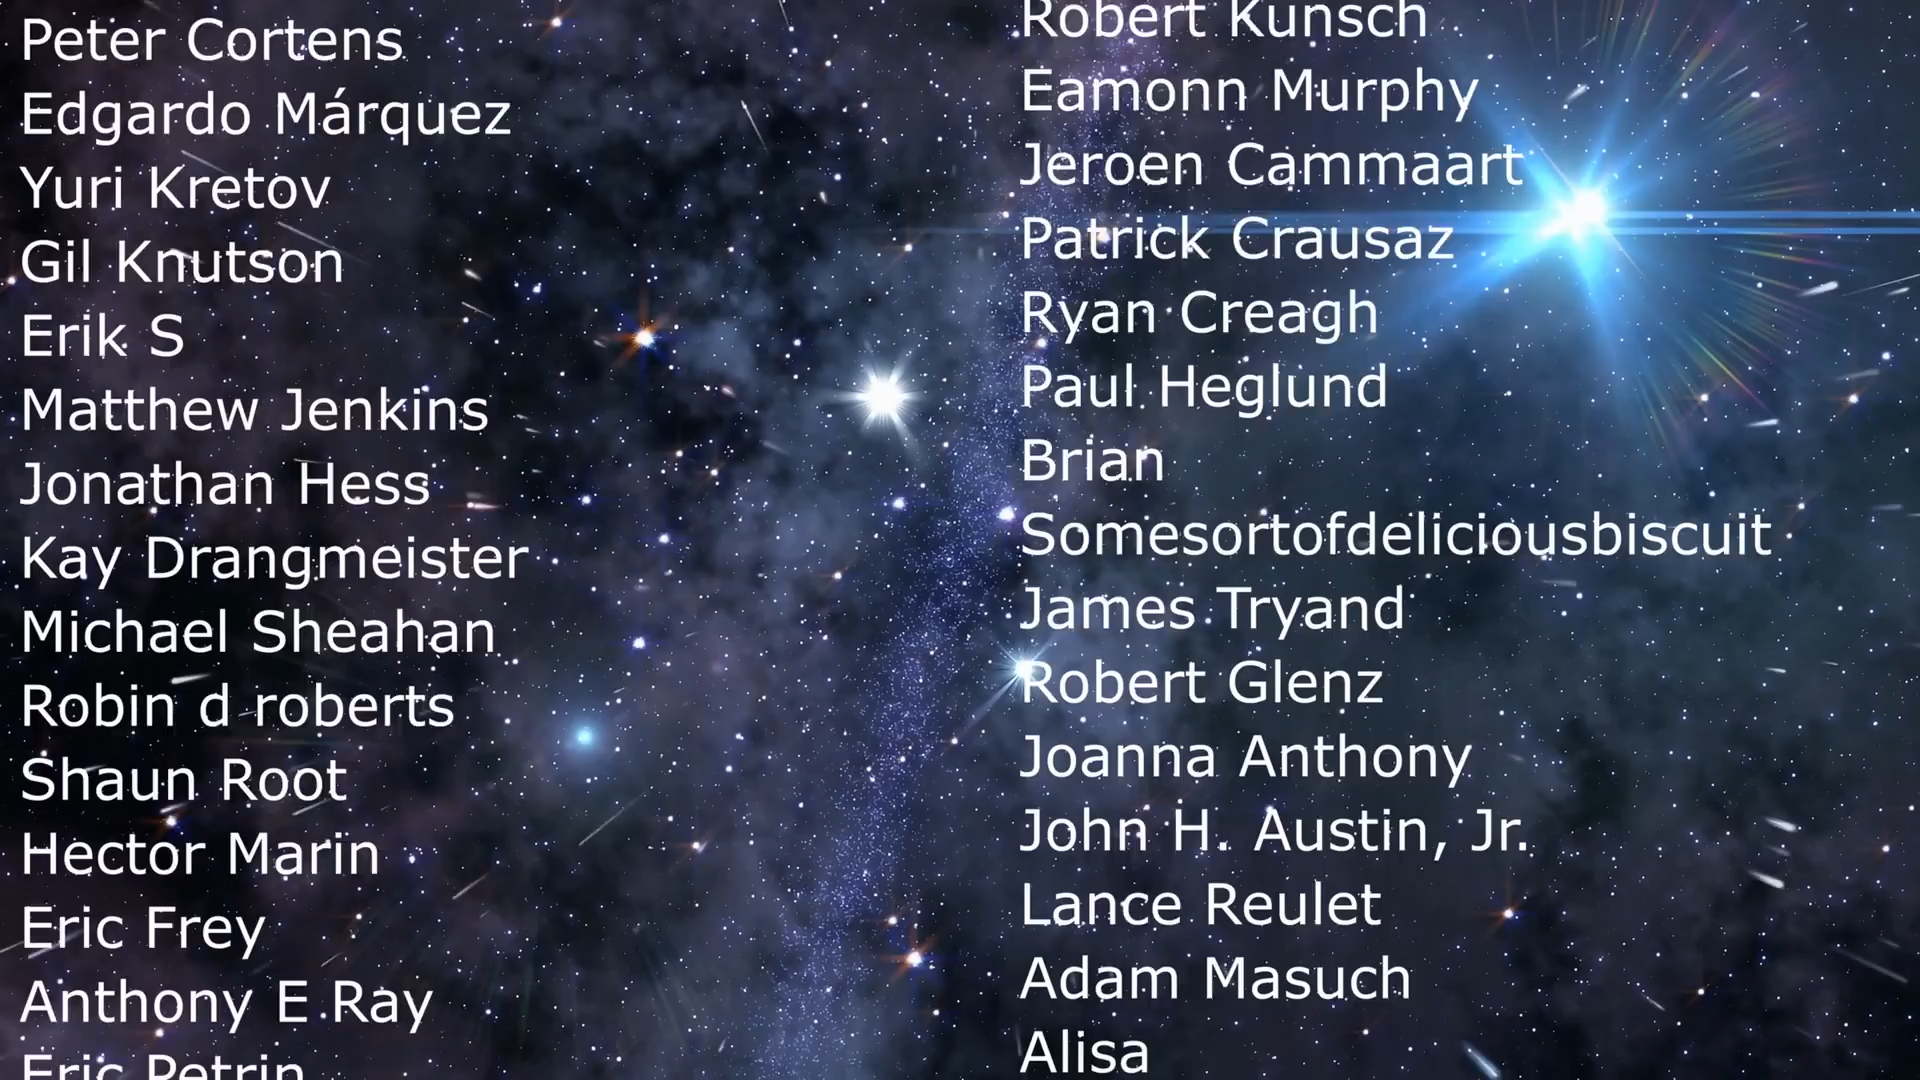 Peter Cortens
Edgardo Márquez
Yuri Kretov
Gil Knutson
Erik S
Matthew Jenkins
Jonathan Hess
Kay Drangmeister
Michael Sheahan
Robin d roberts
Shaun Root
Hector Marin
Eric Frey
Anthony E Ray
Eric Petrin
Robert Kunsch
Eamonn Murphy
Jeroen Cammaart
Patrick Crausaz
Ryan Creagh
Paul Heglund
Brian
Somesortofdeliciousbiscuit
James Tryand
Robert Glenz
Joanna Anthony
John H. Austin, Jr.
Lance Reulet
Adam Masuch
Alisa